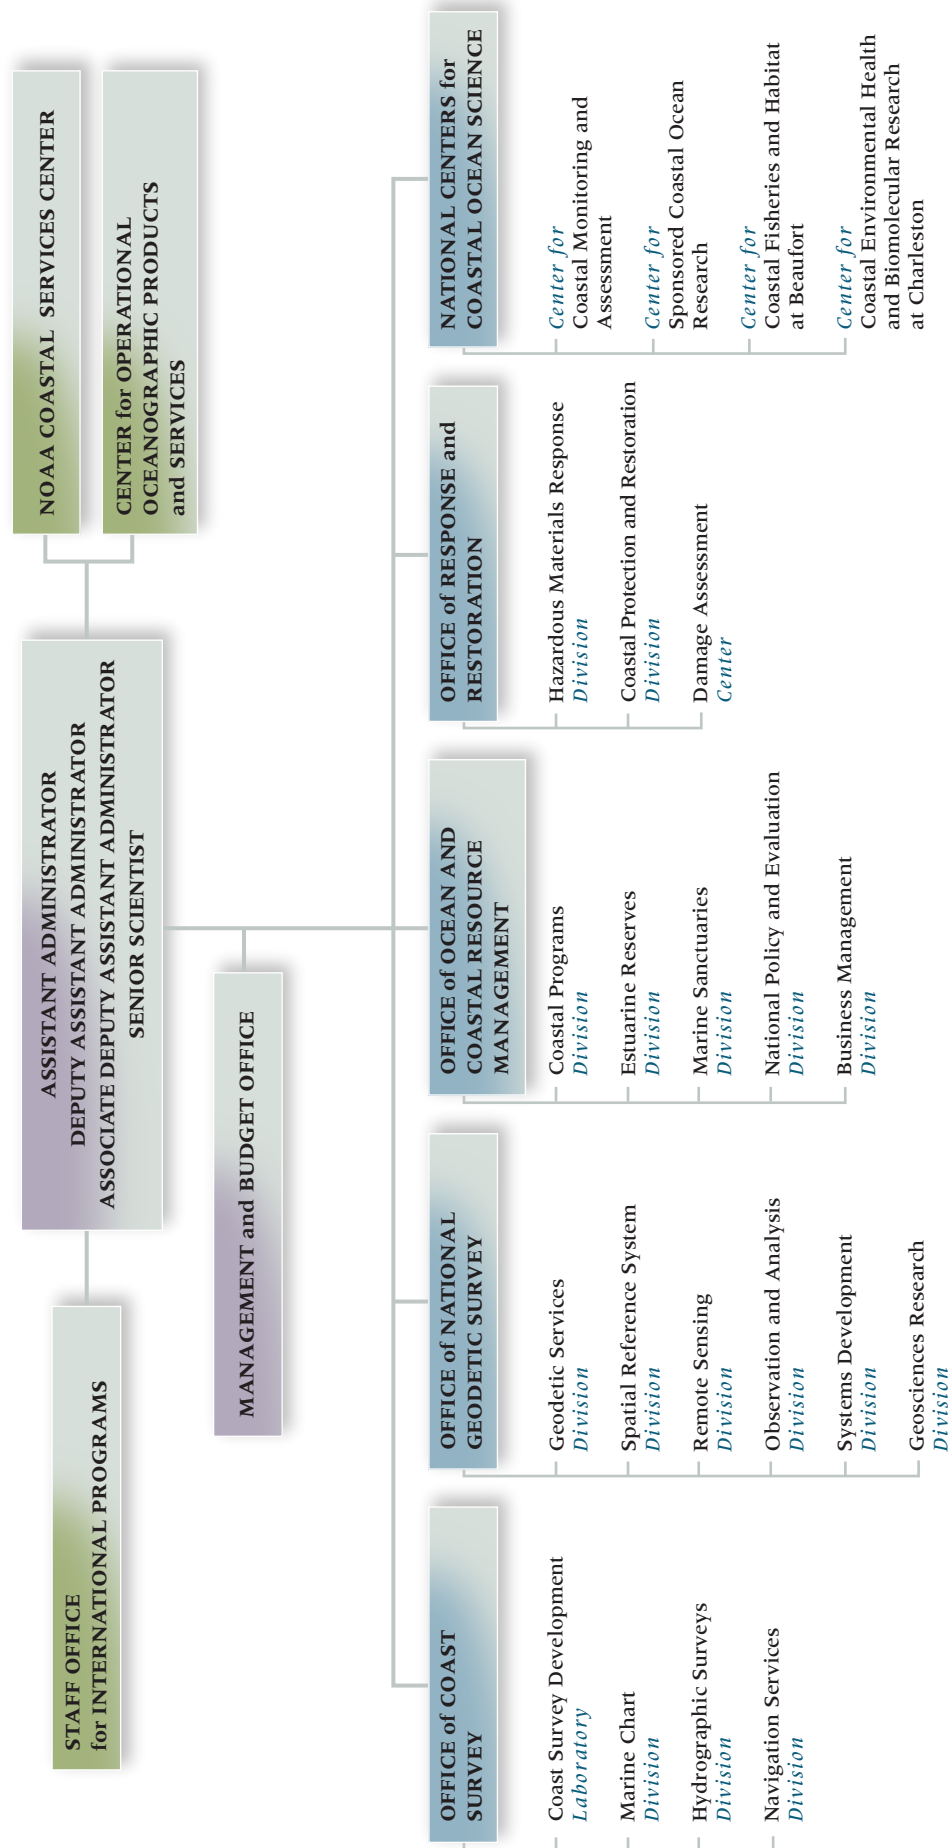 STAFF OFFICE
for INTERNATIONAL PROGRAMS
ASSISTANT ADMINISTRATOR
DEPUTY ASSISTANT ADMINISTRATOR
ASSOCIATE DEPUTY ASSISTANT ADMINISTRATOR
SENIOR SCIENTIST
NOAA COASTAL SERVICES CENTER
CENTER for OPERATIONAL
OCEANOGRAPHIC PRODUCTS
and SERVICES
MANAGEMENT and BUDGET OFFICE
OFFICE of COAST
SURVEY
Coast Survey Development
Laboratory
Marine Chart
Division
Hydrographic Surveys
Division
Navigation Services
Division
OFFICE of NATIONAL
GEODETIC SURVEY
Geodetic Services
Division
Spatial Reference System
Division
Remote Sensing
Division
Observation and Analysis
Division
Systems Development
Division
Geosciences Research
Division
OFFICE of OCEAN AND
COASTAL RESOURCE
MANAGEMENT
Coastal Programs
Division
Estuarine Reserves
Division
Marine Sanctuaries
Division
National Policy and Evaluation
Division
Business Management
Division
OFFICE of RESPONSE and
RESTORATION
Hazardous Materials Response
Division
Coastal Protection and Restoration
Division
Damage Assessment
Center
NATIONAL CENTERS for
COASTAL OCEAN SCIENCE
Center for
Coastal Monitoring and
Assessment
Center for
Sponsored Coastal Ocean
Research
Center for
Coastal Fisheries and Habitat
at Beaufort
Center for
Coastal Environmental Health
and Biomolecular Research
at Charleston